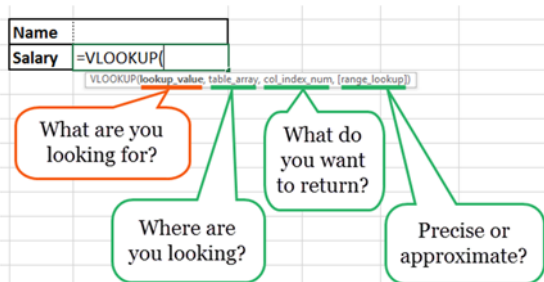 Name
Salary =VLOOKUP(
VLOOKUP(lookup_value, table_array, col_index_num, [range_lookup])
What are you
looking for?
What do
you want
to return?
Where are
you looking?
Precise or
approximate?